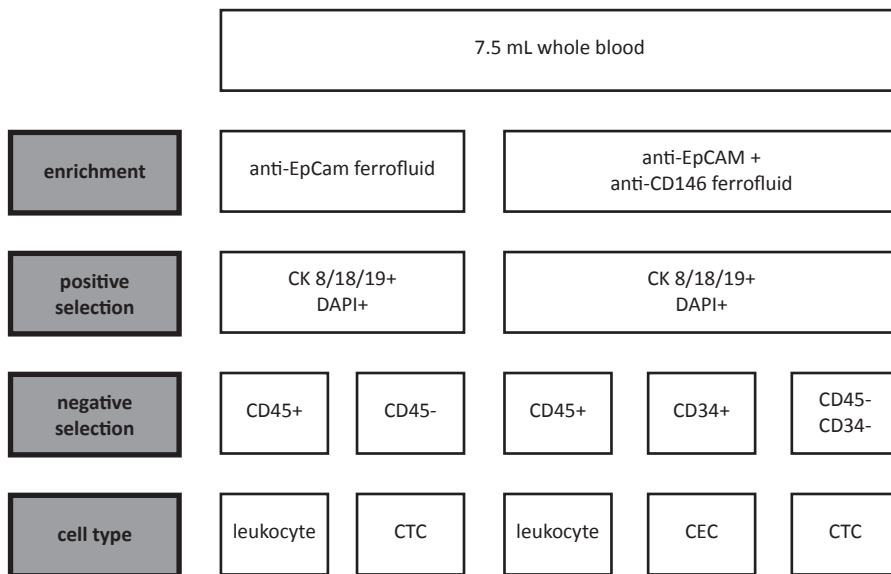 7.5 mL whole blood
enrichment
anti-EpCam ferrofluid
anti-EpCAM +
anti-CD146 ferrofluid
positive
selection
CK 8/18/19+
DAPI+
CK 8/18/19+
DAPI+
negative
selection
CD45+
CD45-
CD45+
CD34+
CD45-
CD34-
cell type
leukocyte
CTC
leukocyte
CEC
CTC